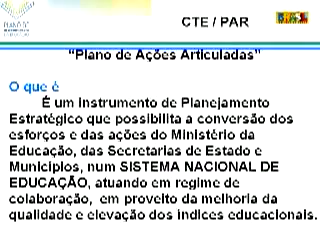 PLANO DE
CTE / PAR
“Plano de Ações Articuladas”
O que é
É um Instrumento de Planejamento
Estratégico que possibilita a conversão dos
esforços e das ações do Ministério da
Educação, das Secretarias de Estado e
Municípios, num SISTEMA NACIONAL DE
EDUCAÇÃO, atuando em regime de
colaboração, em proveito da melhoria da
qualidade e elevação dos índices educacionais.